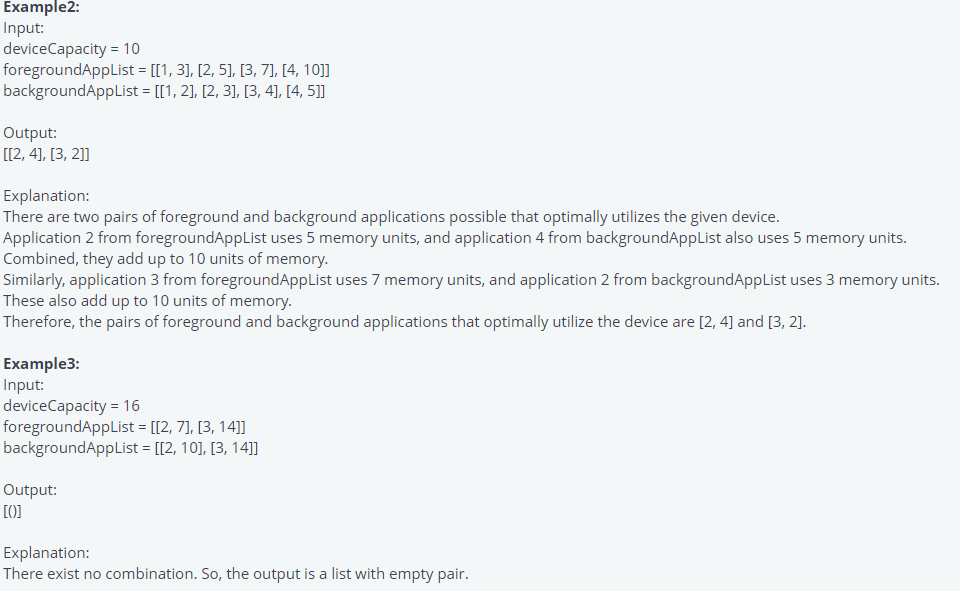 Example2:
Input:
deviceCapacity = 10
foregroundAppList = [[1, 3], [2, 5], [3, 7], [4, 10]]
backgroundAppList = [[1, 2], [2, 3], [3, 4], [4, 5]]
Output:
[[2, 4], [3, 2]]
Explanation:
There are two pairs of foreground and background applications possible that optimally utilizes the given device.
Application 2 from foregroundAppList uses 5 memory units, and application 4 from backgroundAppList also uses 5 memory units.
Combined, they add up to 10 units of memory.
Similarly, application 3 from foregroundAppList uses 7 memory units, and application 2 from backgroundAppList uses 3 memory units.
These also add up to 10 units of memory.
Therefore, the pairs of foreground and background applications that optimally utilize the device are [2, 4] and [3, 2].
Example3:
Input:
deviceCapacity = 16
foregroundAppList = [[2, 7], [3, 14]]
backgroundAppList = [[2, 10], [3, 14]]
Output:
[()]
Explanation:
There exist no combination. So, the output is a list with empty pair.